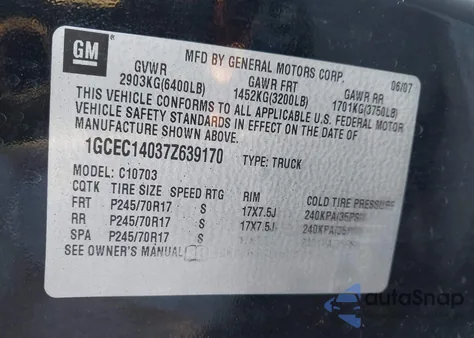 GM
MFD BY GENERAL MOTORS CORP.
06/07
GVWR GAWR FRT GAWR RR
2903KG(6400LB) 1452KG(3200LB) 1701KG(3750LB)
THIS VEHICLE CONFORMS TO ALL APPLICABLE U.S. FEDERAL MOTOR
VEHICLE SAFETY STANDARDS IN EFFECT ON THE DATE OF
MANUFACTURE SHOWN ABOVE.
1GCEC14037Z639170 TYPE: TRUCK
MODEL: C10703
CQTK TIRE SIZE SPEED RTG RIM COLD TIRE PRESSURE
FRT P245/70R17 S 17X7.5J 240KPA/35PSI
RR P245/70R17 S 17X7.5J 240KPA/35PSI
SPA P245/70R17 S
SEE OWNER'S MANUAL
autoSnap